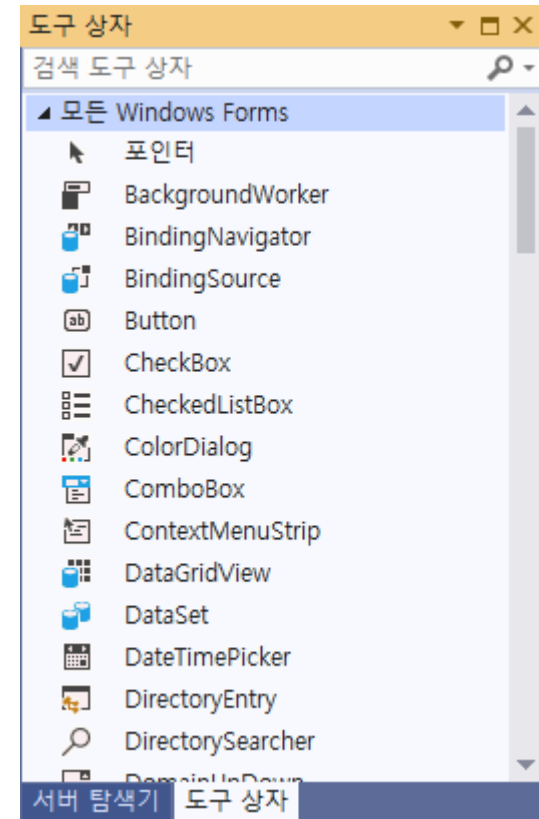 도구 상자
검색 도구 상자
모든 Windows Forms
포인터
BackgroundWorker
BindingNavigator
BindingSource
Button
CheckBox
CheckedListBox
ColorDialog
ComboBox
ContextMenuStrip
DataGridView
DataSet
DateTimePicker
DirectoryEntry
DirectorySearcher
DomainUpDown
서버 탐색기 도구 상자